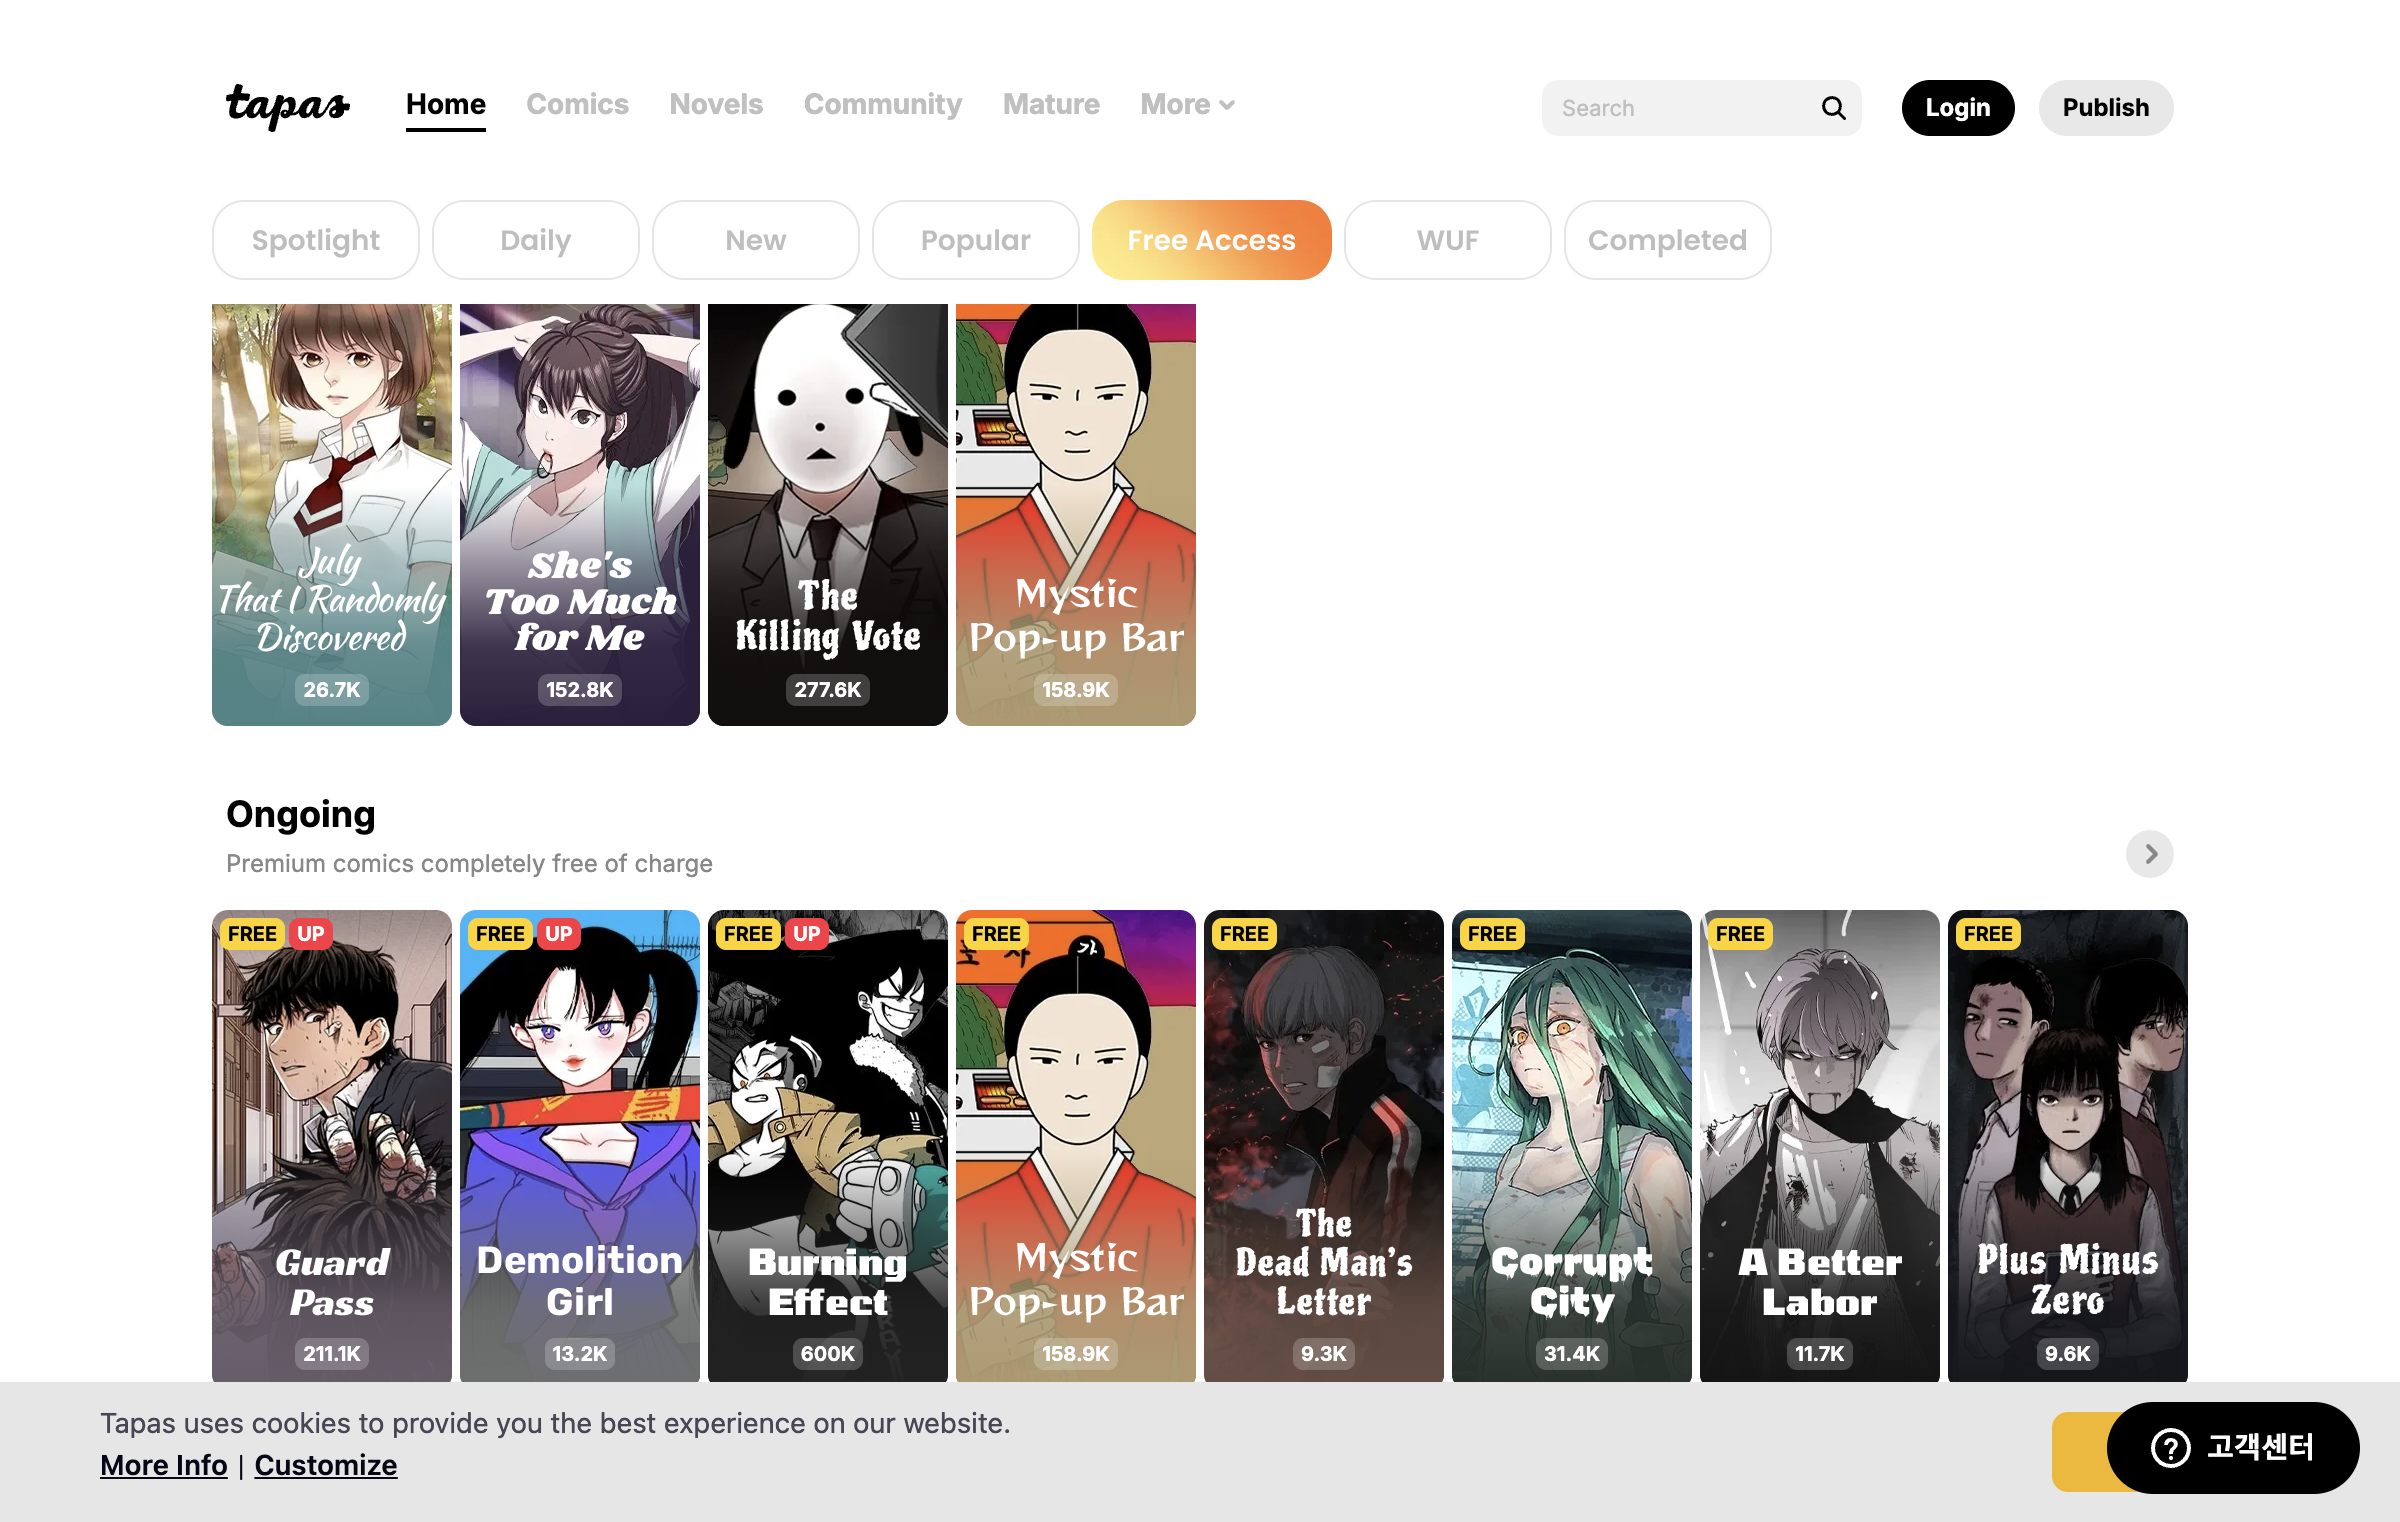 tapas
Home Comics Novels Community Mature More
Search
Login
Publish
Spotlight Daily New Popular Free Access WUF Completed
July
That I Randomly
Discovered
26.7K
She's
Too Much
for Me
152.8K
The
Killing Vote
277.6K
Mystic
Pop-up Bar
158.9K
Ongoing
Premium comics completely free of charge
FREE UP
Guard
Pass
211.1K
FREE UP
Demolition
Girl
13.2K
FREE UP
Burning
Effect
600K
FREE
Mystic
Pop-up Bar
158.9K
FREE
The
Dead Man's
Letter
9.3K
FREE
Corrupt
City
31.4K
FREE
A Better
Labor
11.7K
FREE
Plus Minus
Zero
9.6K
Tapas uses cookies to provide you the best experience on our website.
More Info | Customize
고객센터